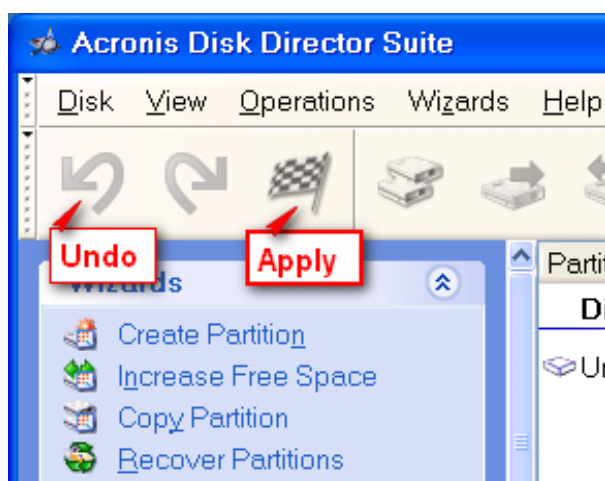 Acronis Disk Director Suite
Disk View Operations Wizards Help
Undo
Apply
Wizards
Partiti
Create Partition
Increase Free Space
Copy Partition
Recover Partitions